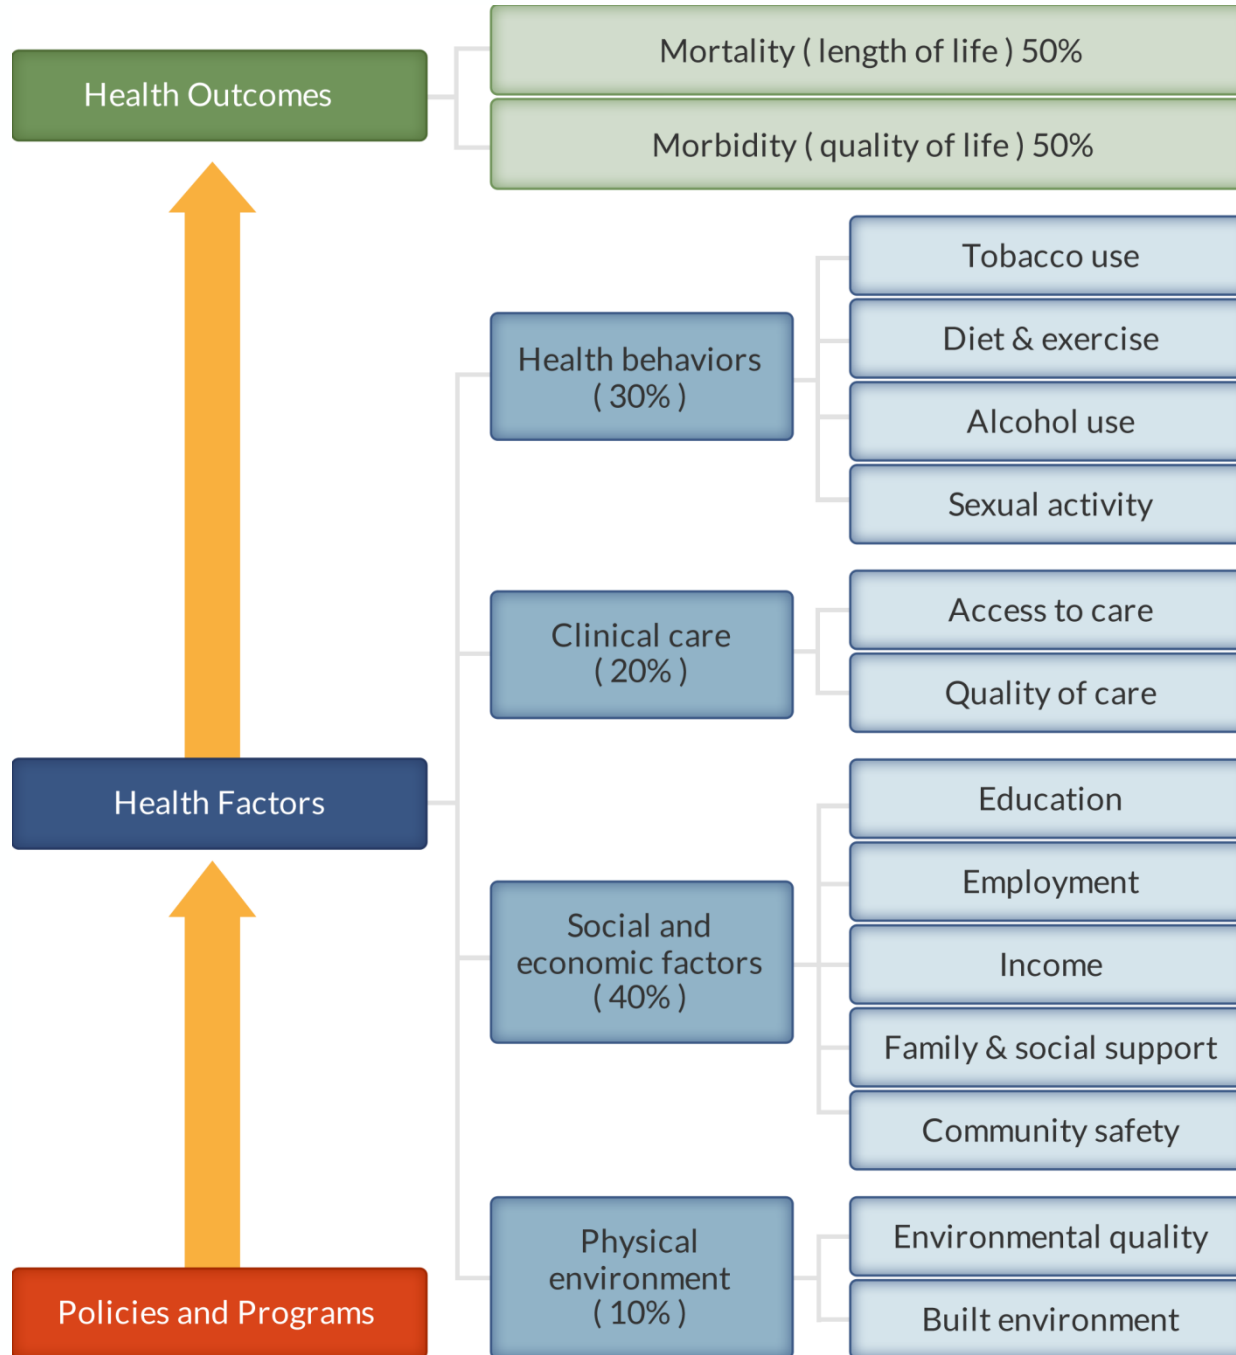 Health Outcomes
Mortality ( length of life ) 50%
Morbidity ( quality of life ) 50%
Health Factors
Health behaviors
( 30% )
Tobacco use
Diet & exercise
Alcohol use
Sexual activity
Clinical care
( 20% )
Access to care
Quality of care
Social and
economic factors
( 40% )
Education
Employment
Income
Family & social support
Community safety
Physical
environment
( 10% )
Environmental quality
Built environment
Policies and Programs